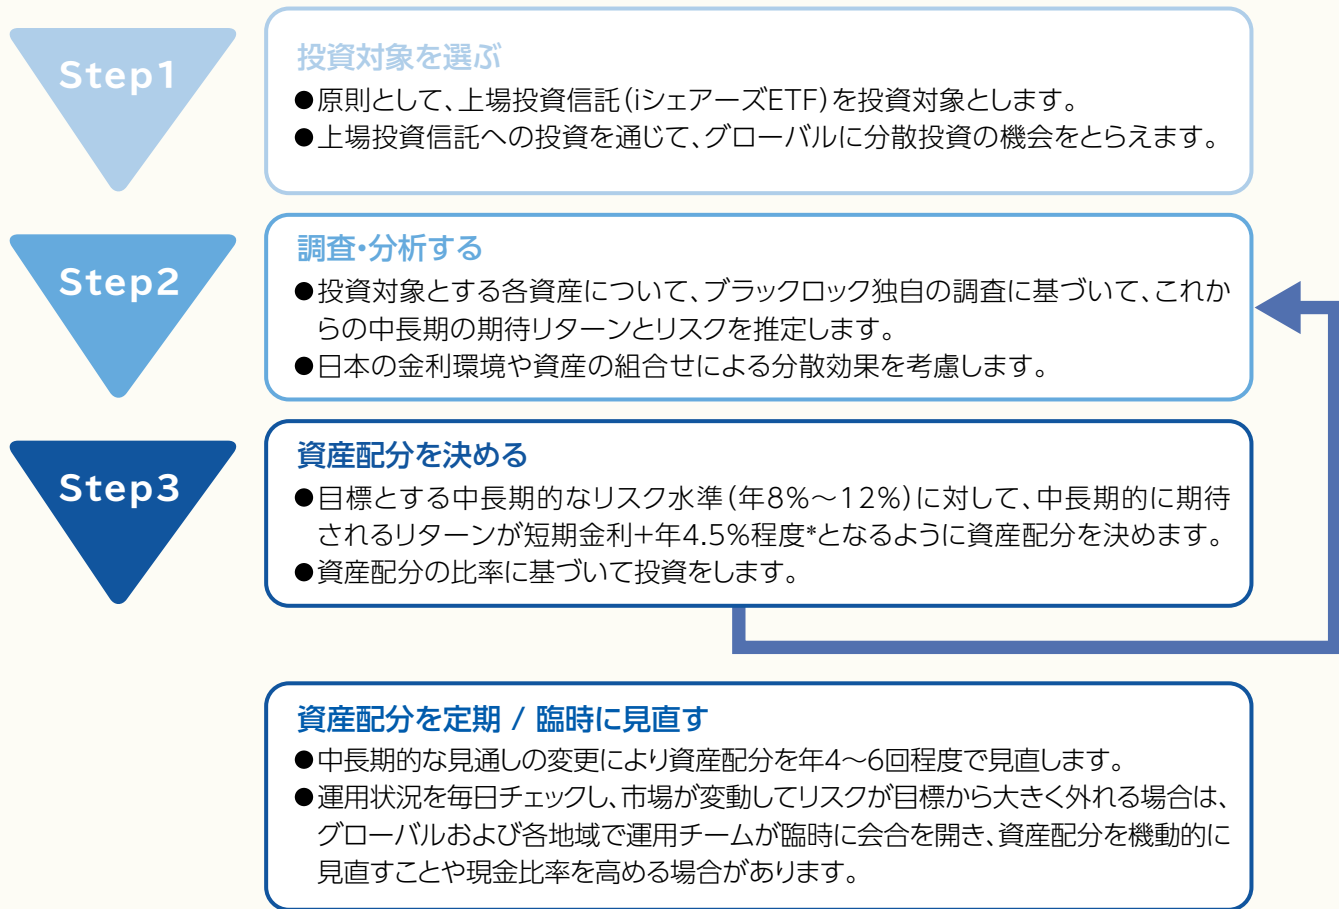 Step1
投資対象を選ぶ
●原則として、上場投資信託(iシェアーズETF)を投資対象とします。
●上場投資信託への投資を通じて、グローバルに分散投資の機会をとらえます。
Step2
調査・分析する
●投資対象とする各資産について、ブラックロック独自の調査に基づいて、これか
らの中長期の期待リターンとリスクを推定します。
●日本の金利環境や資産の組合せによる分散効果を考慮します。
Step3
資産配分を決める
●目標とする中長期的なリスク水準(年8%～12%)に対して、中長期的に期待
されるリターンが短期金利+年4.5%程度*となるように資産配分を決めます。
●資産配分の比率に基づいて投資をします。
資産配分を定期 / 臨時に見直す
●中長期的な見通しの変更により資産配分を年4～6回程度で見直します。
●運用状況を毎日チェックし、市場が変動してリスクが目標から大きく外れる場合は、
グローバルおよび各地域で運用チームが臨時に会合を開き、資産配分を機動的に
見直すことや現金比率を高める場合があります。